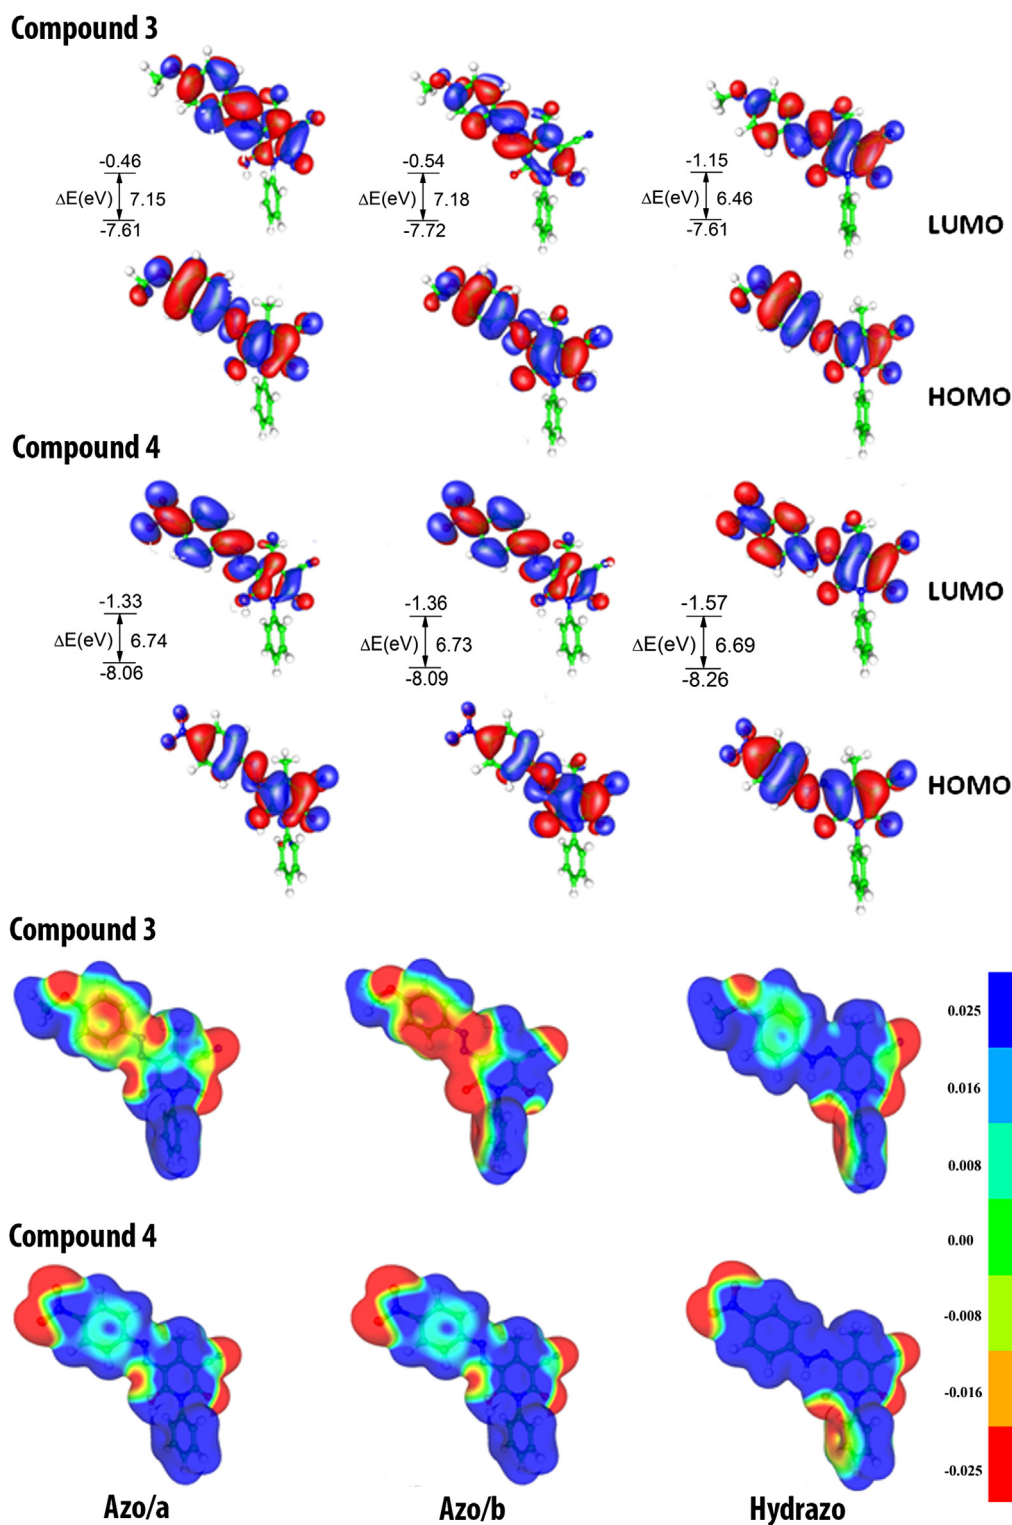 Compound 3
-0.46
ΔE(eV) 7.15
-7.61
-0.54
ΔE(eV) 7.18
-7.72
-1.15
ΔE(eV) 6.46
-7.61
LUMO
HOMO
Compound 4
-1.33
ΔE(eV) 6.74
-8.06
-1.36
ΔE(eV) 6.73
-8.09
-1.57
ΔE(eV) 6.69
-8.26
LUMO
HOMO
Compound 3
0.025
0.016
0.008
0.00
-0.008
-0.016
-0.025
Compound 4
Azo/a
Azo/b
Hydrazo